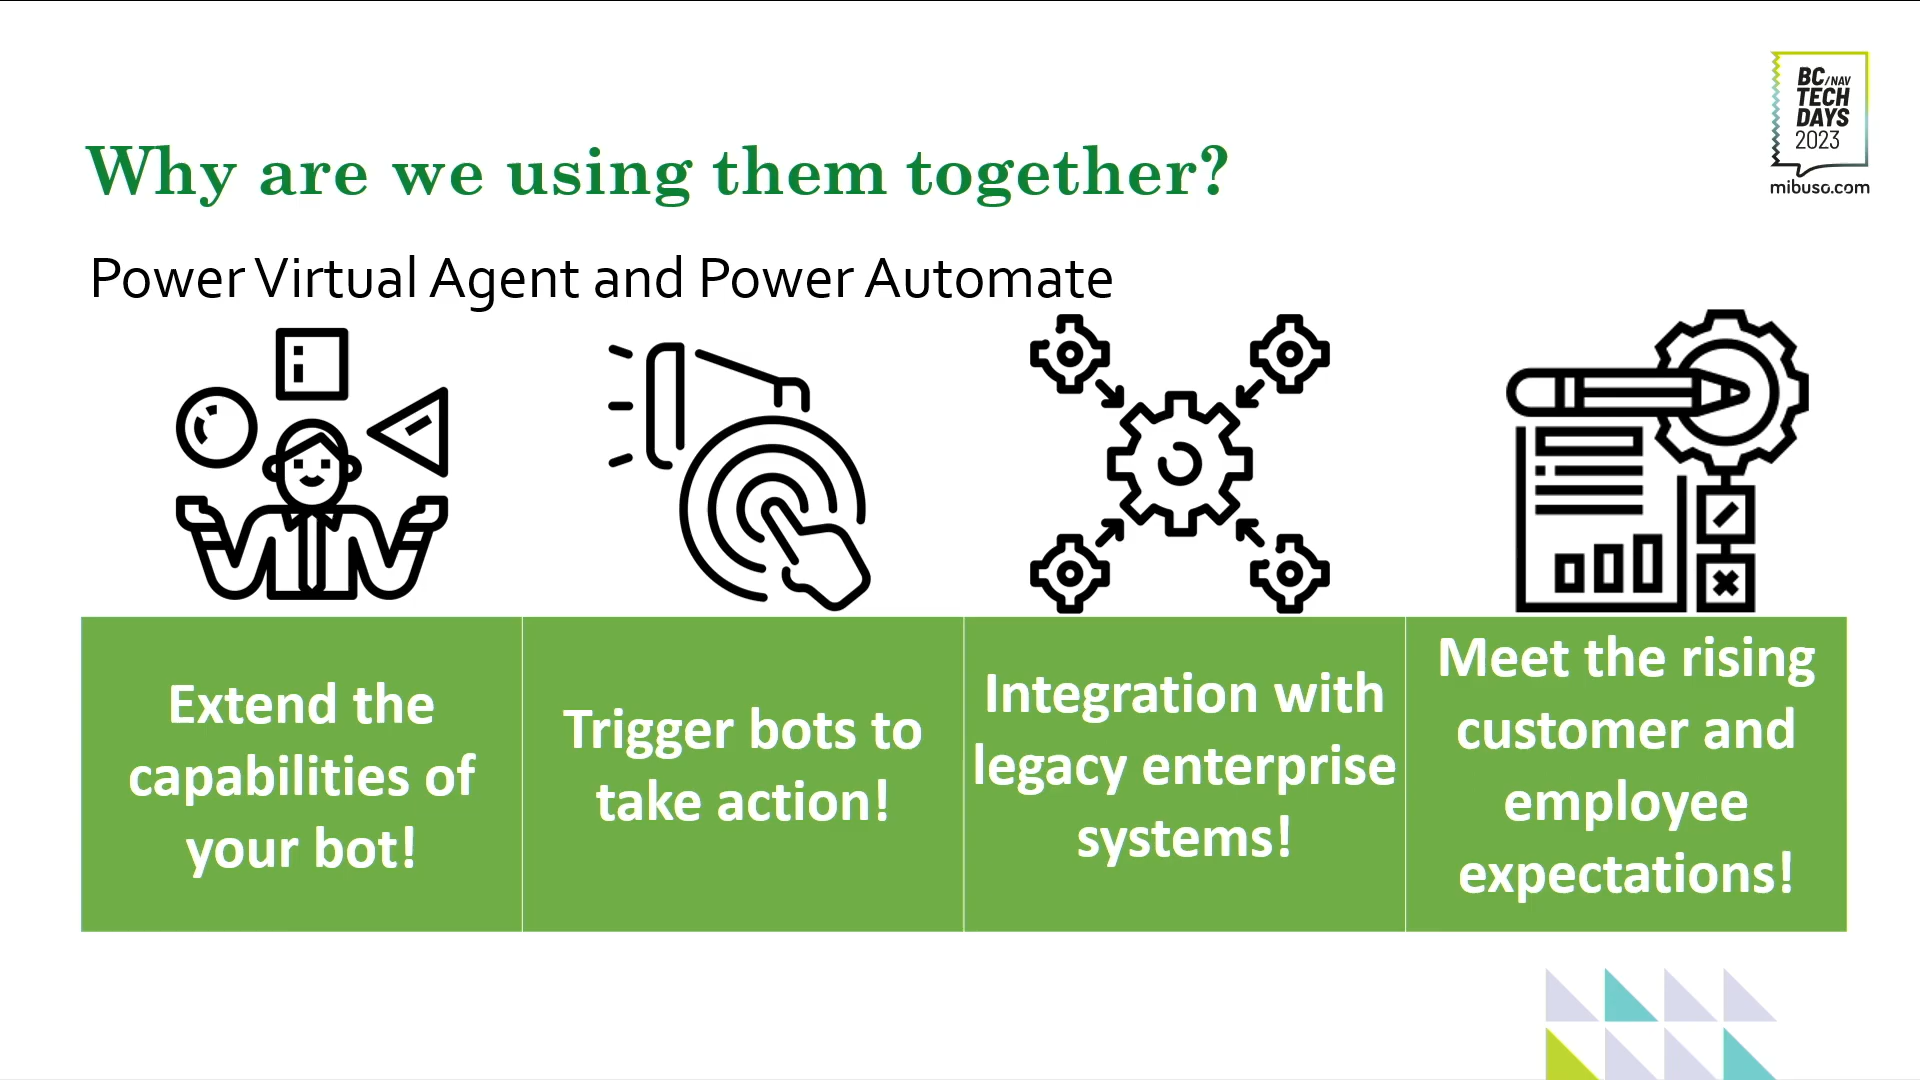 BC/NAV
TECH
DAYS
2023
mibuso.com
Why are we using them together?
Power Virtual Agent and Power Automate
Extend the
capabilities of
your bot!
Trigger bots to
take action!
Integration with
legacy enterprise
systems!
Meet the rising
customer and
employee
expectations!